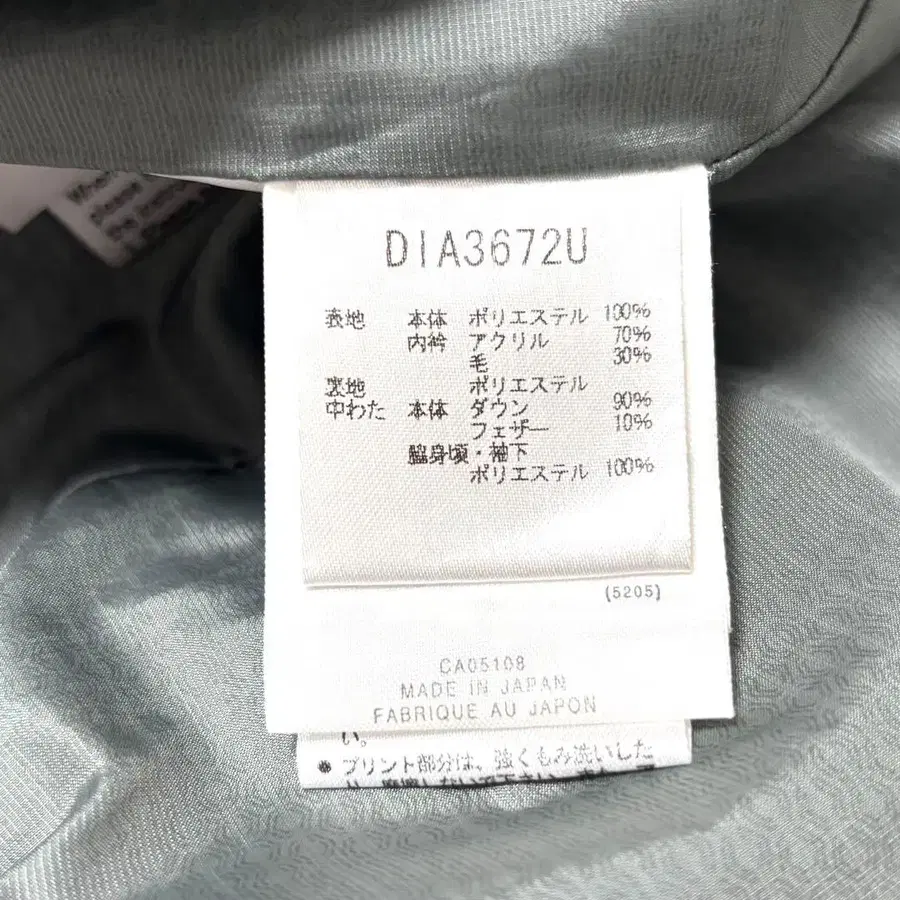 DIA3672U
表地 本体 ポリエステル 100%
内衿 アクリル 70%
毛 30%
裏地 ポリエステル
中わた 本体 ダウン 90%
フェザー 10%
脇身頃・袖下
ポリエステル 100%
(5205)
CA05108
MADE IN JAPAN
FABRIQUE AU JAPON
い。
● プリント部分は、強くもみ洗いした
please